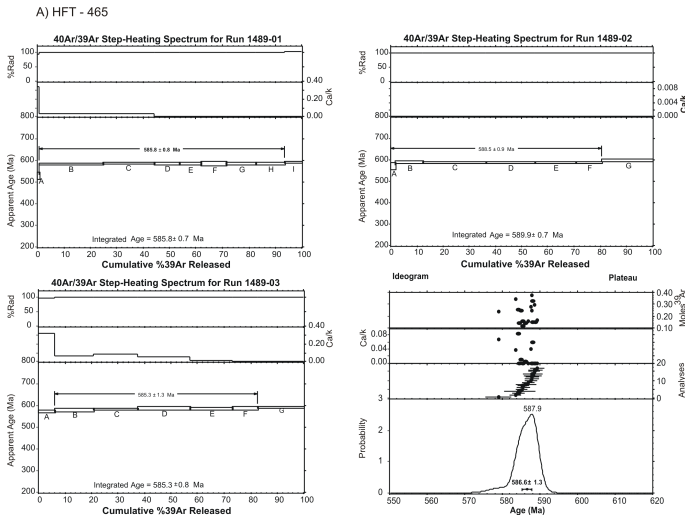 A) HFT - 465
40Ar/39Ar Step-Heating Spectrum for Run 1489-01
%Rad
100
50
0
0.40
0.20
0.00
Ca/k
Apparent Age (Ma)
800
700
600
500
400
300
200
585.8 ± 0.8 Ma
A B C D E F G H I
Integrated Age = 585.8± 0.7 Ma
0 10 20 30 40 50 60 70 80 90 100
Cumulative %39Ar Released
40Ar/39Ar Step-Heating Spectrum for Run 1489-02
%Rad
100
50
0
0.008
0.004
0.000
Ca/k
Apparent Age (Ma)
800
700
600
500
400
300
200
588.5 ± 0.9 Ma
A B C D E F G
Integrated Age = 589.9± 0.7 Ma
0 10 20 30 40 50 60 70 80 90 100
Cumulative %39Ar Released
40Ar/39Ar Step-Heating Spectrum for Run 1489-03
%Rad
100
50
0
0.40
0.20
0.00
Ca/k
Apparent Age (Ma)
800
700
600
500
400
300
200
585.3 ± 1.3 Ma
A B C D E F G
Integrated Age = 585.3 ±0.8 Ma
0 10 20 30 40 50 60 70 80 90 100
Cumulative %39Ar Released
Ideogram
Plateau
0.40
0.30
0.20
0.10
Moles 39Ar
Ca/k
0.08
0.04
0
20
10
0
Analyses
Probability
3
2
1
0
587.9
586.6± 1.3
550 560 570 580 590 600 610 620
Age (Ma)